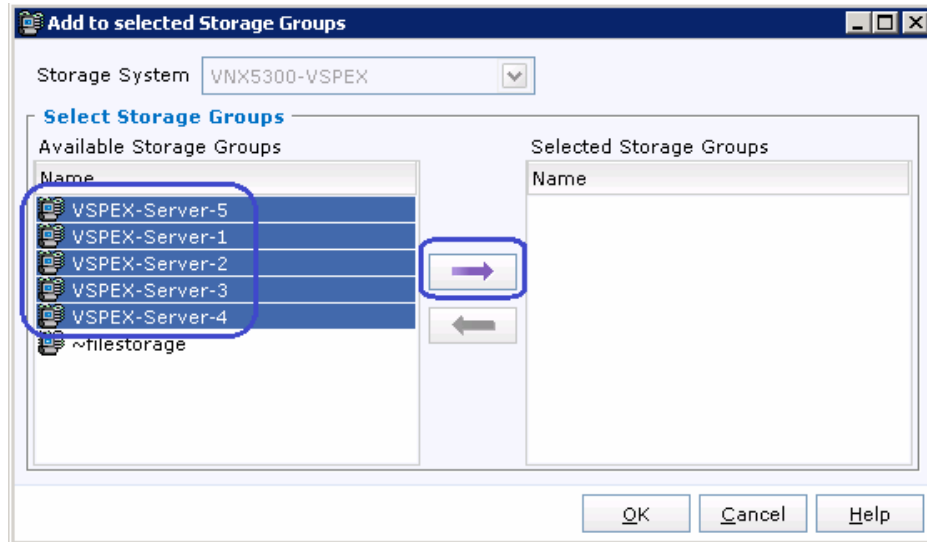 Add to selected Storage Groups
Storage System VNX5300-VSPEX
Select Storage Groups
Available Storage Groups
Name
VSPEX-Server-5
VSPEX-Server-1
VSPEX-Server-2
VSPEX-Server-3
VSPEX-Server-4
~filestorage
Selected Storage Groups
Name
OK Cancel Help